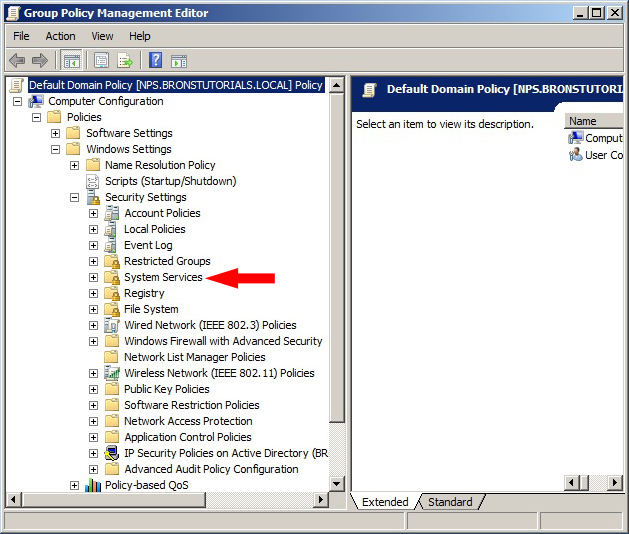 Group Policy Management Editor
File Action View Help
Default Domain Policy [NPS.BRONSTUTORIALS.LOCAL] Policy
Computer Configuration
Policies
Software Settings
Windows Settings
Name Resolution Policy
Scripts (Startup/Shutdown)
Security Settings
Account Policies
Local Policies
Event Log
Restricted Groups
System Services
Registry
File System
Wired Network (IEEE 802.3) Policies
Windows Firewall with Advanced Security
Network List Manager Policies
Wireless Network (IEEE 802.11) Policies
Public Key Policies
Software Restriction Policies
Network Access Protection
Application Control Policies
IP Security Policies on Active Directory (BR
Advanced Audit Policy Configuration
Policy-based QoS
Default Domain Policy [NPS.BRONSTUTORIA
Select an item to view its description.
Name
Comput
User Co
Extended Standard